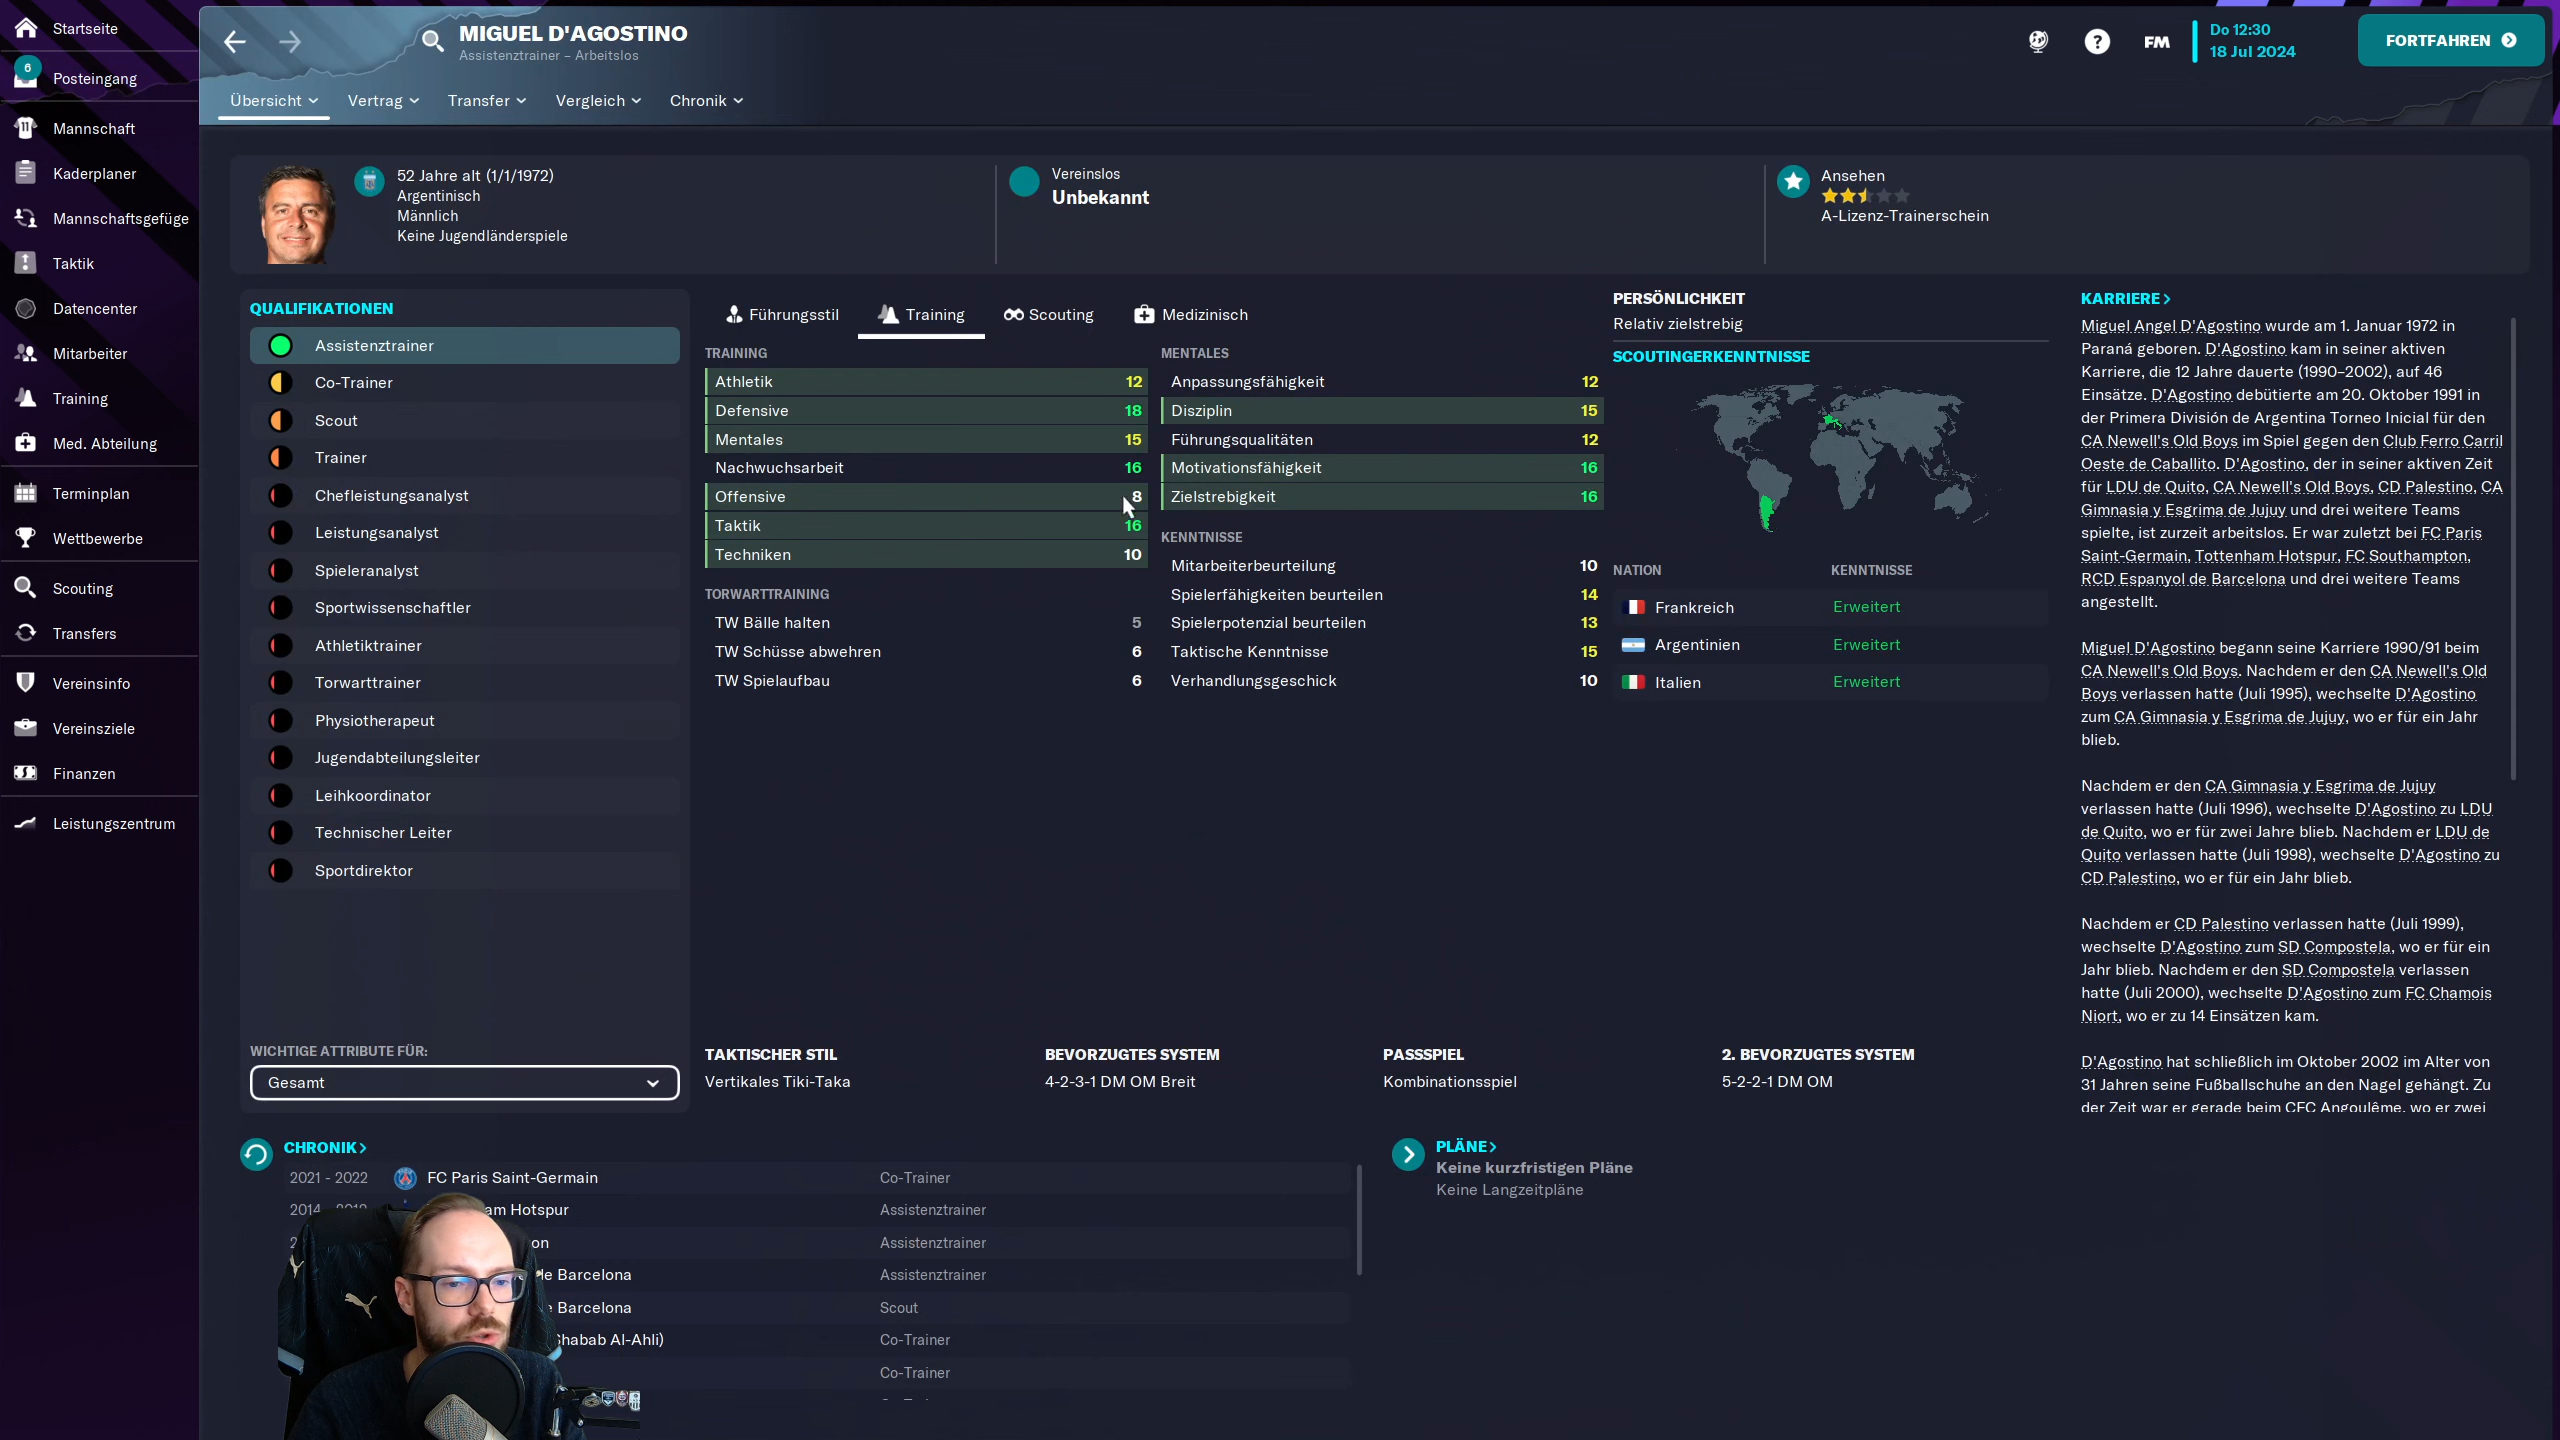 Startseite
6
Posteingang
Mannschaft
Kaderplaner
Mannschaftsgefüge
Taktik
Datencenter
Mitarbeiter
Training
Med. Abteilung
Terminplan
Wettbewerbe
Scouting
Transfers
Vereinsinfo
Vereinsziele
Finanzen
Leistungszentrum
MIGUEL D'AGOSTINO
Assistenztrainer – Arbeitslos
?
FM
Do 12:30
18 Jul 2024
FORTFAHREN
Übersicht
Vertrag
Transfer
Vergleich
Chronik
52 Jahre alt (1/1/1972)
Argentinisch
Männlich
Keine Jugendländerspiele
Vereinslos
Unbekannt
Ansehen
A-Lizenz-Trainerschein
QUALIFIKATIONEN
Assistenztrainer
Co-Trainer
Scout
Trainer
Chefleistungsanalyst
Leistungsanalyst
Spieleranalyst
Sportwissenschaftler
Athletiktrainer
Torwarttrainer
Physiotherapeut
Jugendabteilungsleiter
Leihkoordinator
Technischer Leiter
Sportdirektor
WICHTIGE ATTRIBUTE FÜR:
Gesamt
Führungsstil
Training
Scouting
Medizinisch
TRAINING
Athletik 12
Defensive 18
Mentales 15
Nachwuchsarbeit 16
Offensive 8
Taktik 16
Techniken 10
TORWARTTRAINING
TW Bälle halten 5
TW Schüsse abwehren 6
TW Spielaufbau 6
MENTALES
Anpassungsfähigkeit 12
Disziplin 15
Führungsqualitäten 12
Motivationsfähigkeit 16
Zielstrebigkeit 16
KENNTNISSE
Mitarbeiterbeurteilung 10
Spielerfähigkeiten beurteilen 14
Spielerpotenzial beurteilen 13
Taktische Kenntnisse 15
Verhandlungsgeschick 10
PERSÖNLICHKEIT
Relativ zielstrebig
SCOUTINGERKENNTNISSE
NATION KENNTNISSE
Frankreich Erweitert
Argentinien Erweitert
Italien Erweitert
TAKTISCHER STIL
Vertikales Tiki-Taka
BEVORZUGTES SYSTEM
4-2-3-1 DM OM Breit
PASSSPIEL
Kombinationsspiel
2. BEVORZUGTES SYSTEM
5-2-2-1 DM OM
KARRIERE
Miguel Angel D'Agostino wurde am 1. Januar 1972 in
Paraná geboren. D'Agostino kam in seiner aktiven
Karriere, die 12 Jahre dauerte (1990–2002), auf 46
Einsätze. D'Agostino debütierte am 20. Oktober 1991 in
der Primera División de Argentina Torneo Inicial für den
CA Newell's Old Boys im Spiel gegen den Club Ferro Carril
Oeste de Caballito. D'Agostino, der in seiner aktiven Zeit
für LDU de Quito, CA Newell's Old Boys, CD Palestino, CA
Gimnasia y Esgrima de Jujuy und drei weitere Teams
spielte, ist zurzeit arbeitslos. Er war zuletzt bei FC Paris
Saint-Germain, Tottenham Hotspur, FC Southampton,
RCD Espanyol de Barcelona und drei weitere Teams
angestellt.
Miguel D'Agostino begann seine Karriere 1990/91 beim
CA Newell's Old Boys. Nachdem er den CA Newell's Old
Boys verlassen hatte (Juli 1995), wechselte D'Agostino
zum CA Gimnasia y Esgrima de Jujuy, wo er für ein Jahr
blieb.
Nachdem er den CA Gimnasia y Esgrima de Jujuy
verlassen hatte (Juli 1996), wechselte D'Agostino zu LDU
de Quito, wo er für zwei Jahre blieb. Nachdem er LDU de
Quito verlassen hatte (Juli 1998), wechselte D'Agostino zu
CD Palestino, wo er für ein Jahr blieb.
Nachdem er CD Palestino verlassen hatte (Juli 1999),
wechselte D'Agostino zum SD Compostela, wo er für ein
Jahr blieb. Nachdem er den SD Compostela verlassen
hatte (Juli 2000), wechselte D'Agostino zum FC Chamois
Niort, wo er zu 14 Einsätzen kam.
D'Agostino hat schließlich im Oktober 2002 im Alter von
31 Jahren seine Fußballschuhe an den Nagel gehängt. Zu
der Zeit war er gerade beim CFC Angoulême, wo er zwei
CHRONIK
2021 - 2022 FC Paris Saint-Germain Co-Trainer
2014 am Hotspur Assistenztrainer
2 on Assistenztrainer
de Barcelona Assistenztrainer
e Barcelona Scout
Shabab Al-Ahli) Co-Trainer
Co-Trainer
PLÄNE
Keine kurzfristigen Pläne
Keine Langzeitpläne